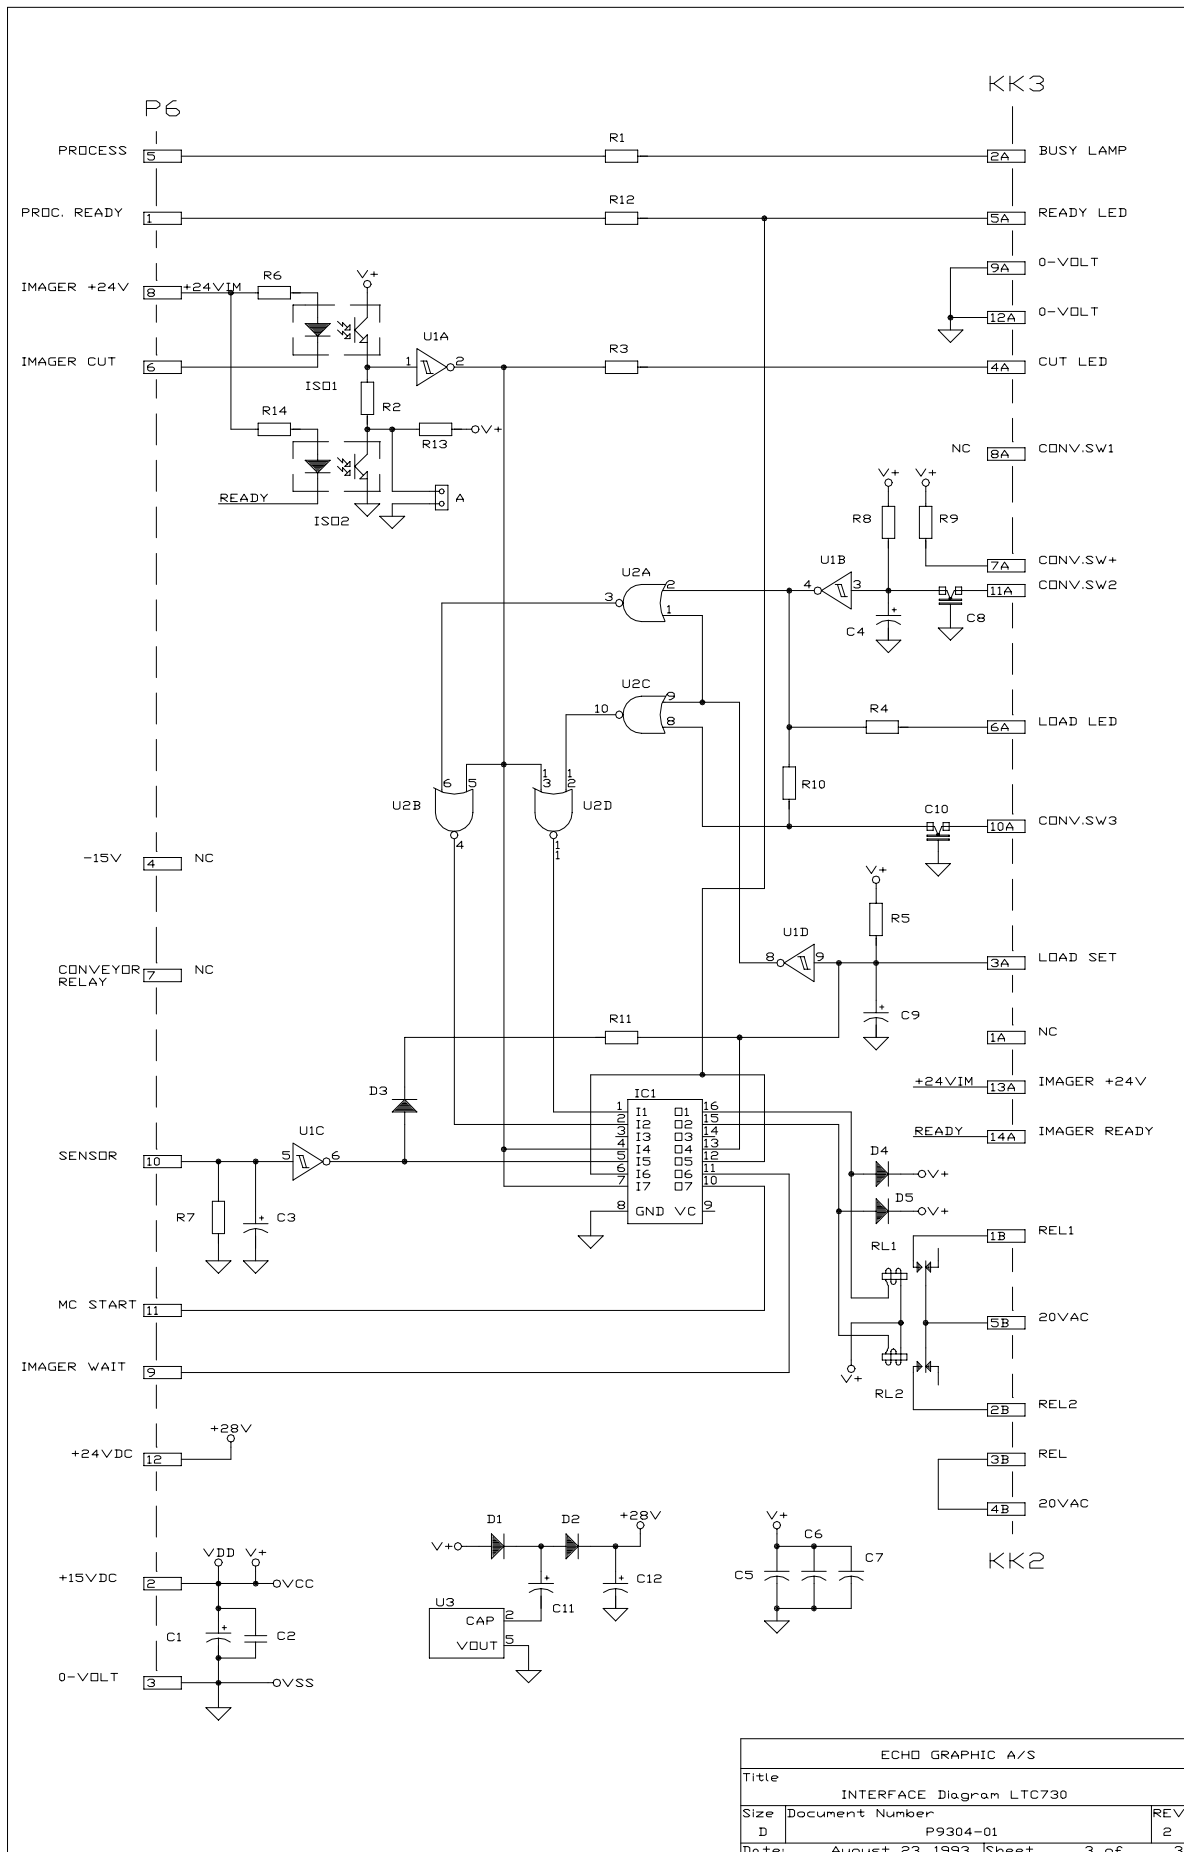 KK3
P6
PROCESS 5 R1 2A BUSY LAMP
PROC. READY 1 R12 5A READY LED
9A 0-VOLT
IMAGER +24V 8 +24VIM R6 V+
12A 0-VOLT
U1A
IMAGER CUT 6 1 2 R3 4A CUT LED
ISO1
R2
R14 R13 V+
NC 8A CONV.SW1
READY A
ISO2
V+ V+
R8 R9
U1B 7A CONV.SW+
U2A 2 4 3 11A CONV.SW2
3 1 C4 C8
U2C 9
10 8 R4 6A LOAD LED
6 5 1 3 1 2 R10
U2B U2D C10
4 1 1 10A CONV.SW3
-15V 4 NC
V+
R5
U1D
CONVEYOR RELAY 7 NC 8 9 3A LOAD SET
C9
R11 1A NC
D3 +24VIM 13A IMAGER +24V
IC1
1 I1 O1 16
2 I2 O2 15
3 I3 O3 14
4 I4 O4 13
5 I5 O5 12
6 I6 O6 11
7 I7 O7 10
8 GND VC 9
READY 14A IMAGER READY
U1C
SENSOR 10 5 6
D4 V+
D5 V+
R7 C3
RL1 1B REL1
MC START 11
5B 20VAC
IMAGER WAIT 9
V+ RL2
2B REL2
+28V
+24VDC 12
3B REL
4B 20VAC
D1 D2 +28V
V+
V+ C6
C5 C7
C12
C11
KK2
VDD V+
+15VDC 2 VCC
U3
CAP 2
VOUT 5
C1 C2
0-VOLT 3 VSS
ECHO GRAPHIC A/S
Title
INTERFACE Diagram LTC730
Size Document Number REV
D P9304-01 2
Date: August 23, 1993 Sheet 3 of 3